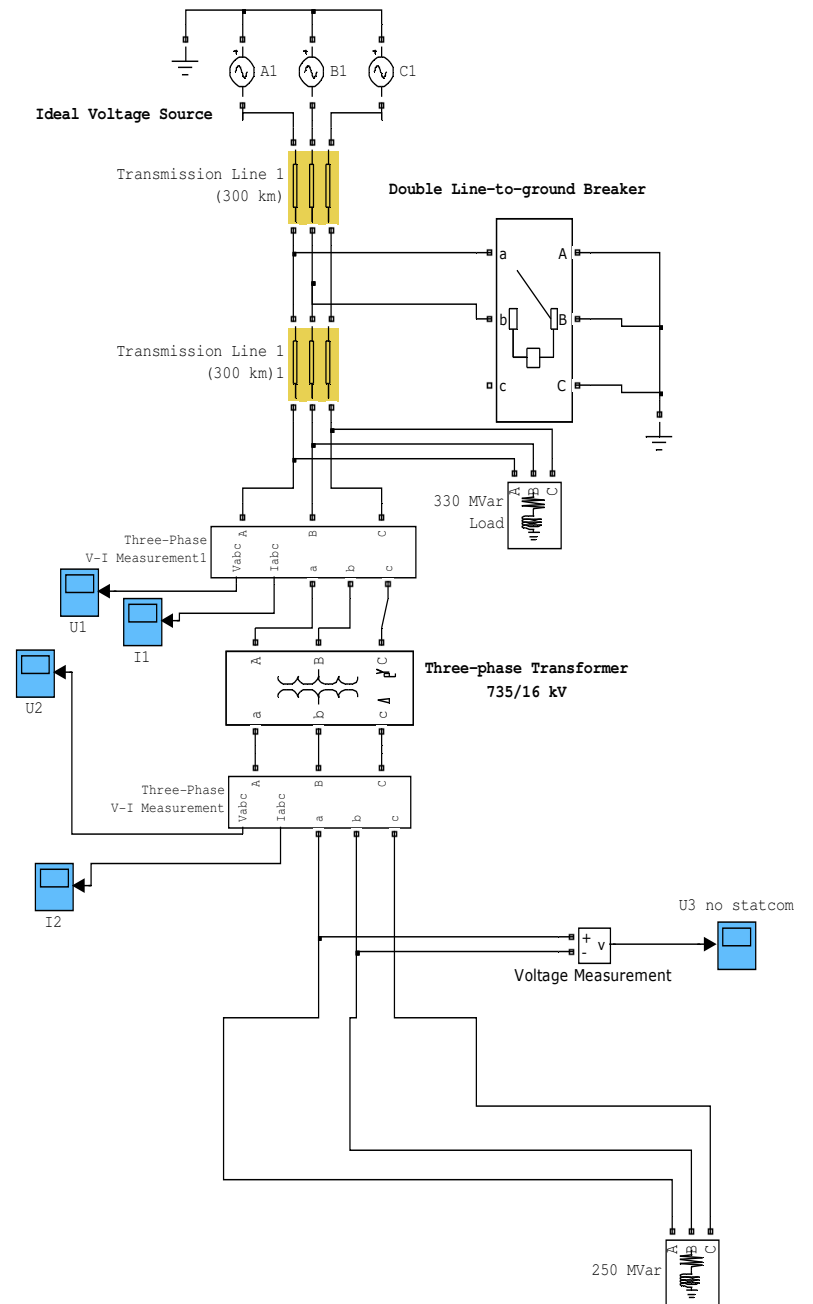 A1
B1
C1
Ideal Voltage Source
Transmission Line 1
(300 km)
Double Line-to-ground Breaker
a
A
b
B
c
C
Transmission Line 1
(300 km)1
A
B
C
330 MVar
Load
Three-Phase
V-I Measurement1
A
B
C
Vabc
Iabc
a
b
c
U1
I1
A
B
C
a
b
c
Three-phase Transformer
735/16 kV
U2
Three-Phase
V-I Measurement
A
B
C
Vabc
Iabc
a
b
c
I2
U3 no statcom
+
-
v
Voltage Measurement
A
B
C
250 MVar